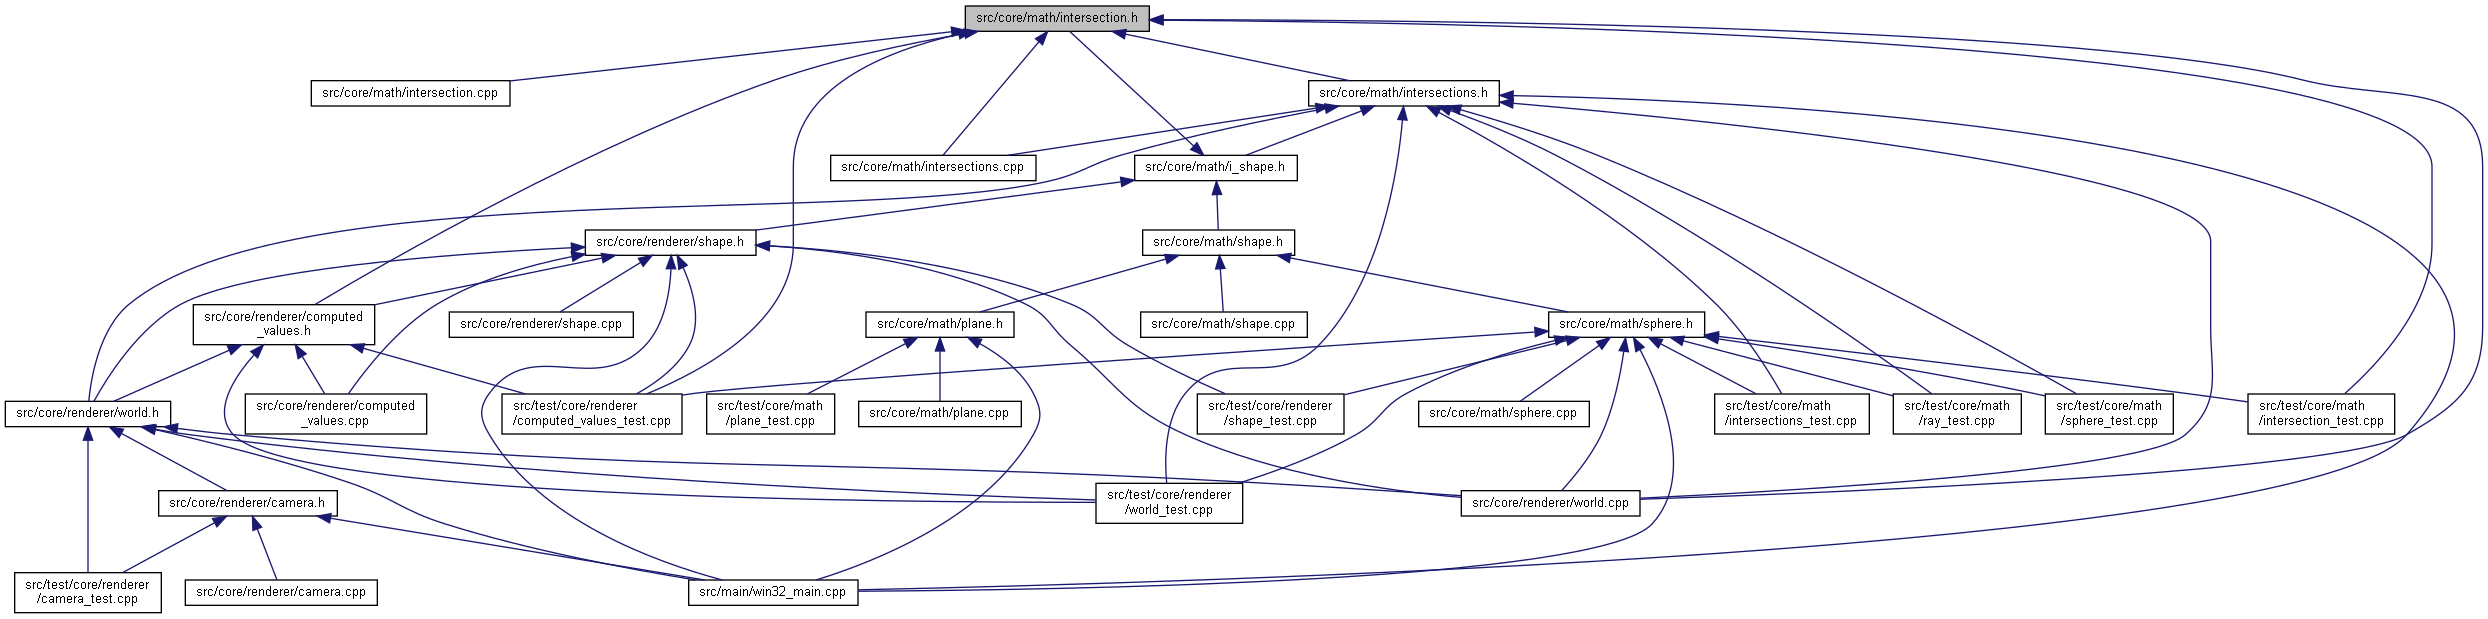 src/core/math/intersection.h
src/core/math/intersection.cpp
src/core/math/intersections.h
src/core/math/intersections.cpp
src/core/math/i_shape.h
src/core/renderer/shape.h
src/core/math/shape.h
src/core/renderer/computed
_values.h
src/core/renderer/shape.cpp
src/core/math/plane.h
src/core/math/shape.cpp
src/core/math/sphere.h
src/core/renderer/world.h
src/core/renderer/computed
_values.cpp
src/test/core/renderer
/computed_values_test.cpp
src/test/core/math
/plane_test.cpp
src/core/math/plane.cpp
src/test/core/renderer
/shape_test.cpp
src/core/math/sphere.cpp
src/test/core/math
/intersections_test.cpp
src/test/core/math
/ray_test.cpp
src/test/core/math
/sphere_test.cpp
src/test/core/math
/intersection_test.cpp
src/core/renderer/camera.h
src/test/core/renderer
/world_test.cpp
src/core/renderer/world.cpp
src/test/core/renderer
/camera_test.cpp
src/core/renderer/camera.cpp
src/main/win32_main.cpp